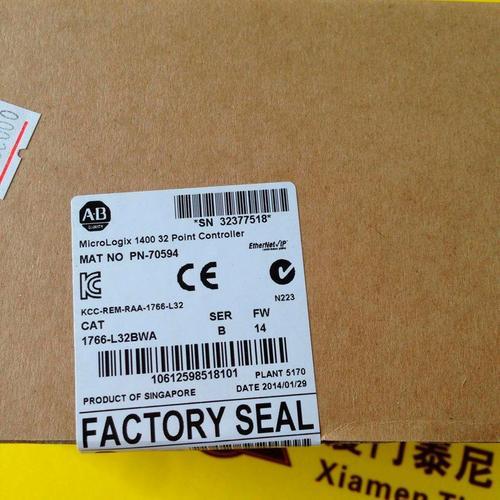 AB
*SN 32377518*
MicroLogix 1400 32 Point Controller
EtherNet/IP
MAT NO PN-70594
CE
N223
KCC-REM-RAA-1766-L32
CAT SER FW
1766-L32BWA B 14
10612598518101
PLANT 5170
PRODUCT OF SINGAPORE DATE 2014/01/29
FACTORY SEAL
厦门泰尼
Xiamen